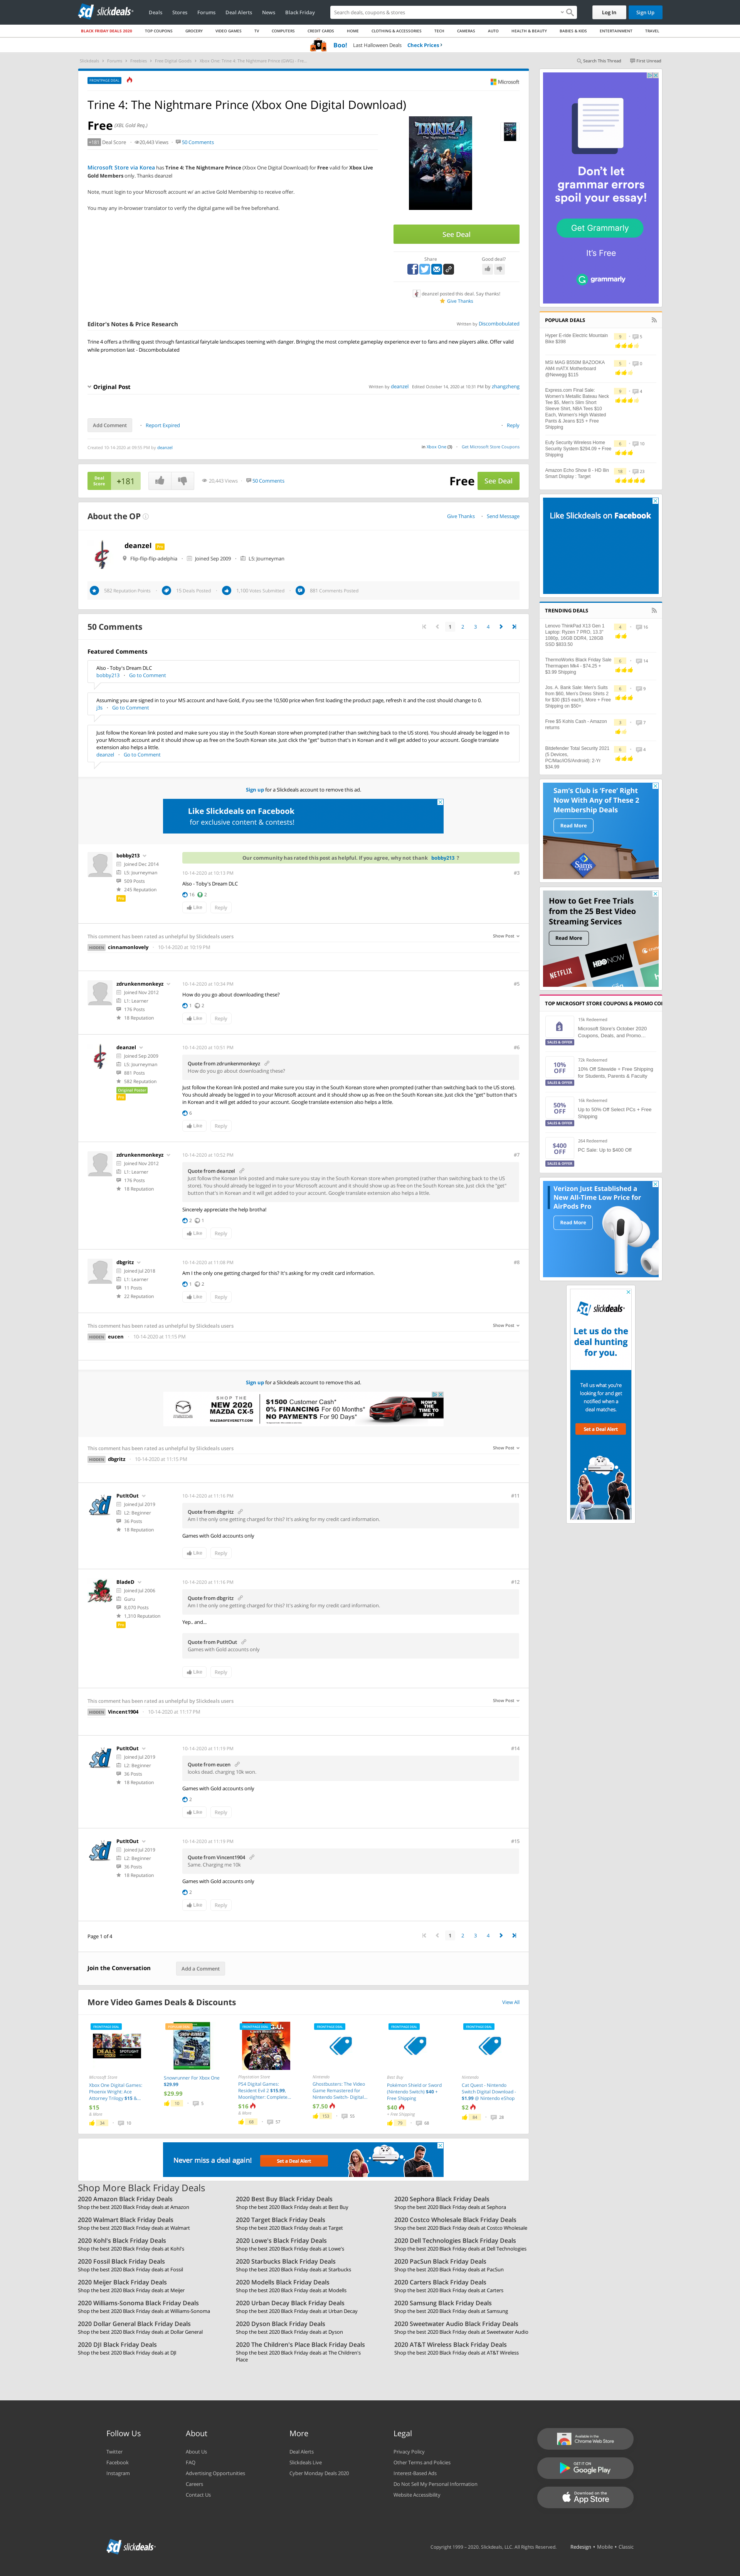 slickdeals
Deals Stores Forums Deal Alerts News Black Friday
Search deals, coupons & stores
Log In Sign Up
BLACK FRIDAY DEALS 2020 TOP COUPONS GROCERY VIDEO GAMES TV COMPUTERS CREDIT CARDS HOME CLOTHING & ACCESSORIES TECH CAMERAS AUTO HEALTH & BEAUTY BABIES & KIDS ENTERTAINMENT TRAVEL
Boo! Last Halloween Deals Check Prices !
Search This Thread First Unread
FRONTPAGE DEAL
Microsoft
Trine 4: The Nightmare Prince (Xbox One Digital Download)
Free (XBL Gold Req.)
+181 Deal Score 20,443 Views 50 Comments
Microsoft Store via Korea has Trine 4: The Nightmare Prince (Xbox One Digital Download) for Free valid for Xbox Live
Gold Members only. Thanks deanzel
Note, must login to your Microsoft account w/ an active Gold Membership to receive offer.
You may any in-browser translator to verify the digital game will be free beforehand.
See Deal
Share Good deal?
deanzel posted this deal. Say thanks!
Give Thanks
Editor's Notes & Price Research Written by Discombobulated
Trine 4 offers a thrilling quest through fantastical fairytale landscapes teeming with danger. Bringing the most complete gameplay experience ever to fans and new players alike. Offer valid
while promotion last - Discombobulated
Original Post Written by deanzel Edited October 14, 2020 at 10:31 PM by zhangzheng
Add Comment Report Expired Reply
Created 10-14-2020 at 09:55 PM by deanzel
in Xbox One (3) Get Microsoft Store Coupons
Deal
Score +181 20,443 Views 50 Comments Free See Deal
About the OP Give Thanks Send Message
deanzel Pro
Flip-flip-flip-adelphia Joined Sep 2009 L5: Journeyman
582 Reputation Points 15 Deals Posted 1,100 Votes Submitted 881 Comments Posted
50 Comments 1 2 3 4
Featured Comments
Also - Toby's Dream DLC
bobby213 Go to Comment
Assuming you are signed in to your MS account and have Gold, if you see the 10,900 price when first loading the product page, refresh it and the cost should change to 0.
j3s Go to Comment
Just follow the Korean link posted and make sure you stay in the South Korean store when prompted (rather than switching back to the US store). You should already be logged in to
your Microsoft account and it should show up as free on the South Korean site. Just click the "get" button that's in Korean and it will get added to your account. Google translate
extension also helps a little.
deanzel Go to Comment
Sign up for a Slickdeals account to remove this ad.
Like Slickdeals on Facebook
for exclusive content & contests!
bobby213
Joined Dec 2014
L5: Journeyman
509 Posts
245 Reputation
Pro
Our community has rated this post as helpful. If you agree, why not thank bobby213 ?
10-14-2020 at 10:13 PM #3
Also - Toby's Dream DLC
16 2
Like Reply
This comment has been rated as unhelpful by Slickdeals users Show Post
HIDDEN cinnamonlovely 10-14-2020 at 10:19 PM
zdrunkenmonkeyz
Joined Nov 2012
L1: Learner
176 Posts
18 Reputation
10-14-2020 at 10:34 PM #5
How do you go about downloading these?
1 2
Like Reply
deanzel
Joined Sep 2009
L5: Journeyman
881 Posts
582 Reputation
Original Poster
Pro
10-14-2020 at 10:51 PM #6
Quote from zdrunkenmonkeyz
How do you go about downloading these?
Just follow the Korean link posted and make sure you stay in the South Korean store when prompted (rather than switching back to the US store).
You should already be logged in to your Microsoft account and it should show up as free on the South Korean site. Just click the "get" button that's
in Korean and it will get added to your account. Google translate extension also helps a little.
6
Like Reply
zdrunkenmonkeyz
Joined Nov 2012
L1: Learner
176 Posts
18 Reputation
10-14-2020 at 10:52 PM #7
Quote from deanzel
Just follow the Korean link posted and make sure you stay in the South Korean store when prompted (rather than switching back to the US
store). You should already be logged in to your Microsoft account and it should show up as free on the South Korean site. Just click the "get"
button that's in Korean and it will get added to your account. Google translate extension also helps a little.
Sincerely appreciate the help brotha!
2 1
Like Reply
dbgritz
Joined Jul 2018
L1: Learner
11 Posts
22 Reputation
10-14-2020 at 11:08 PM
Am I the only one getting charged for this? It's asking for my credit card information.
1 2
Like Reply
This comment has been rated as unhelpful by Slickdeals users Show Post
HIDDEN eucen 10-14-2020 at 11:15 PM
Sign up for a Slickdeals account to remove this ad.
SHOP THE
NEW 2020
MAZDA CX-5
MAZDASFEVERETT.COM
$1500 Customer Cash*
0% FINANCING For 60 Months*
NO PAYMENTS For 90 Days*
NOW'S
THE
TIME TO
BUY!
This comment has been rated as unhelpful by Slickdeals users Show Post
HIDDEN dbgritz 10-14-2020 at 11:15 PM
PutItOut
Joined Jul 2019
L2: Beginner
36 Posts
18 Reputation
10-14-2020 at 11:16 PM #11
Quote from dbgritz
Am I the only one getting charged for this? It's asking for my credit card information.
Games with Gold accounts only
Like Reply
BladeD
Joined Jul 2006
Guru
8,070 Posts
1,310 Reputation
Pro
10-14-2020 at 11:16 PM #12
Quote from dbgritz
Am I the only one getting charged for this? It's asking for my credit card information.
Yep.. and...
Quote from PutItOut
Games with Gold accounts only
Like Reply
This comment has been rated as unhelpful by Slickdeals users Show Post
HIDDEN Vincent1904 10-14-2020 at 11:17 PM
PutItOut
Joined Jul 2019
L2: Beginner
36 Posts
18 Reputation
10-14-2020 at 11:19 PM #14
Quote from eucen
looks dead. charging 10k won.
Games with Gold accounts only
2
Like Reply
PutItOut
Joined Jul 2019
L2: Beginner
36 Posts
18 Reputation
10-14-2020 at 11:19 PM #15
Quote from Vincent1904
Same. Charging me 10k
Games with Gold accounts only
2
Like Reply
Page 1 of 4 1 2 3 4
Join the Conversation Add a Comment
More Video Games Deals & Discounts View All
Microsoft Store
Xbox One Digital Games:
Phoenix Wright: Ace
Attorney Trilogy $15 &...
$15
& More
Snowrunner For Xbox One
$29.99
$29.99
Playstation Store
PS4 Digital Games:
Resident Evil 2 $15.99,
Moonlighter: Complete...
$16
& More
Nintendo
Ghostbusters: The Video
Game Remastered for
Nintendo Switch- Digital...
$7.50
Best Buy
Pokémon Shield or Sword
(Nintendo Switch) $40 +
Free Shipping
$40
+ Free Shipping
Nintendo
Cat Quest - Nintendo
Switch Digital Download -
$1.99 @ Nintendo eShop
$2
Never miss a deal again! Set a Deal Alert
Shop More Black Friday Deals
2020 Amazon Black Friday Deals
Shop the best 2020 Black Friday deals at Amazon
2020 Best Buy Black Friday Deals
Shop the best 2020 Black Friday deals at Best Buy
2020 Sephora Black Friday Deals
Shop the best 2020 Black Friday deals at Sephora
2020 Walmart Black Friday Deals
Shop the best 2020 Black Friday deals at Walmart
2020 Target Black Friday Deals
Shop the best 2020 Black Friday deals at Target
2020 Costco Wholesale Black Friday Deals
Shop the best 2020 Black Friday deals at Costco Wholesale
2020 Kohl's Black Friday Deals
Shop the best 2020 Black Friday deals at Kohl's
2020 Lowe's Black Friday Deals
Shop the best 2020 Black Friday deals at Lowe's
2020 Dell Technologies Black Friday Deals
Shop the best 2020 Black Friday deals at Dell Technologies
2020 Fossil Black Friday Deals
Shop the best 2020 Black Friday deals at Fossil
2020 Starbucks Black Friday Deals
Shop the best 2020 Black Friday deals at Starbucks
2020 PacSun Black Friday Deals
Shop the best 2020 Black Friday deals at PacSun
2020 Meijer Black Friday Deals
Shop the best 2020 Black Friday deals at Meijer
2020 Modells Black Friday Deals
Shop the best 2020 Black Friday deals at Modells
2020 Carters Black Friday Deals
Shop the best 2020 Black Friday deals at Carters
2020 Williams-Sonoma Black Friday Deals
Shop the best 2020 Black Friday deals at Williams-Sonoma
2020 Urban Decay Black Friday Deals
Shop the best 2020 Black Friday deals at Urban Decay
2020 Samsung Black Friday Deals
Shop the best 2020 Black Friday deals at Samsung
2020 Dollar General Black Friday Deals
Shop the best 2020 Black Friday deals at Dollar General
2020 Dyson Black Friday Deals
Shop the best 2020 Black Friday deals at Dyson
2020 Sweetwater Audio Black Friday Deals
Shop the best 2020 Black Friday deals at Sweetwater Audio
2020 DJI Black Friday Deals
Shop the best 2020 Black Friday deals at DJI
2020 The Children's Place Black Friday Deals
Shop the best 2020 Black Friday deals at The Children's
Place
2020 AT&T Wireless Black Friday Deals
Shop the best 2020 Black Friday deals at AT&T Wireless
Don't let
grammar errors
spoil your essay!
Get Grammarly
It's Free
grammarly
POPULAR DEALS
Hyper E-ride Electric Mountain
Bike $398
MSI MAG B550M BAZOOKA
AM4 mATX Motherboard
@Newegg $115
Express.com Final Sale:
Women's Metallic Bateau Neck
Tee $5, Men's Slim Short
Sleeve Shirt, NBA Tees $10
Each, Women's High Waisted
Pants & Jeans $15 + Free
Shipping
Eufy Security Wireless Home
Security System $294.09 + Free
Shipping
Amazon Echo Show 8 - HD 8in
Smart Display : Target
Like Slickdeals on Facebook
TRENDING DEALS
Lenovo ThinkPad X13 Gen 1
Laptop: Ryzen 7 PRO, 13.3"
1080p, 16GB DDR4, 128GB
SSD $833.50
ThermoWorks Black Friday Sale
Thermapen Mk4 - $74.25 +
$3.99 Shipping
Jos. A. Bank Sale: Men's Suits
from $60, Men's Dress Shirts 2
for $30 ($15 each), More + Free
Shipping on $50+
Free $5 Kohls Cash - Amazon
returns
Bitdefender Total Security 2021
(5 Devices,
PC/Mac/iOS/Android): 2-Yr
$34.99
Sam's Club is 'Free' Right
Now With Any of These 2
Membership Deals
Read More
How to Get Free Trials
from the 25 Best Video
Streaming Services
Read More
NETFLIX HBO NOW
TOP MICROSOFT STORE COUPONS & PROMO CO
15k Redeemed
Microsoft Store's October 2020
Coupons, Deals, and Promo...
SALES & OFFER
10%
OFF
72k Redeemed
10% Off Sitewide + Free Shipping
for Students, Parents & Faculty
SALES & OFFER
50%
OFF
16k Redeemed
Up to 50% Off Select PCs + Free
Shipping
SALES & OFFER
$400
OFF
264 Redeemed
PC Sale: Up to $400 Off
SALES & OFFER
Verizon Just Established a
New All-Time Low Price for
AirPods Pro
Read More
slickdeals
Let us do the
deal hunting
for you.
Tell us what you're
looking for and get
notified when a
deal matches.
Set a Deal Alert
Follow Us
Twitter
Facebook
Instagram
About
About Us
FAQ
Advertising Opportunities
Careers
Contact Us
More
Deal Alerts
Slickdeals Live
Cyber Monday Deals 2020
Legal
Privacy Policy
Other Terms and Policies
Interest-Based Ads
Do Not Sell My Personal Information
Website Accessibility
Available in the
Chrome Web Store
GET IT ON
Google Play
Download on the
App Store
slickdeals
Copyright 1999 - 2020. Slickdeals, LLC. All Rights Reserved. Redesign • Mobile • Classic